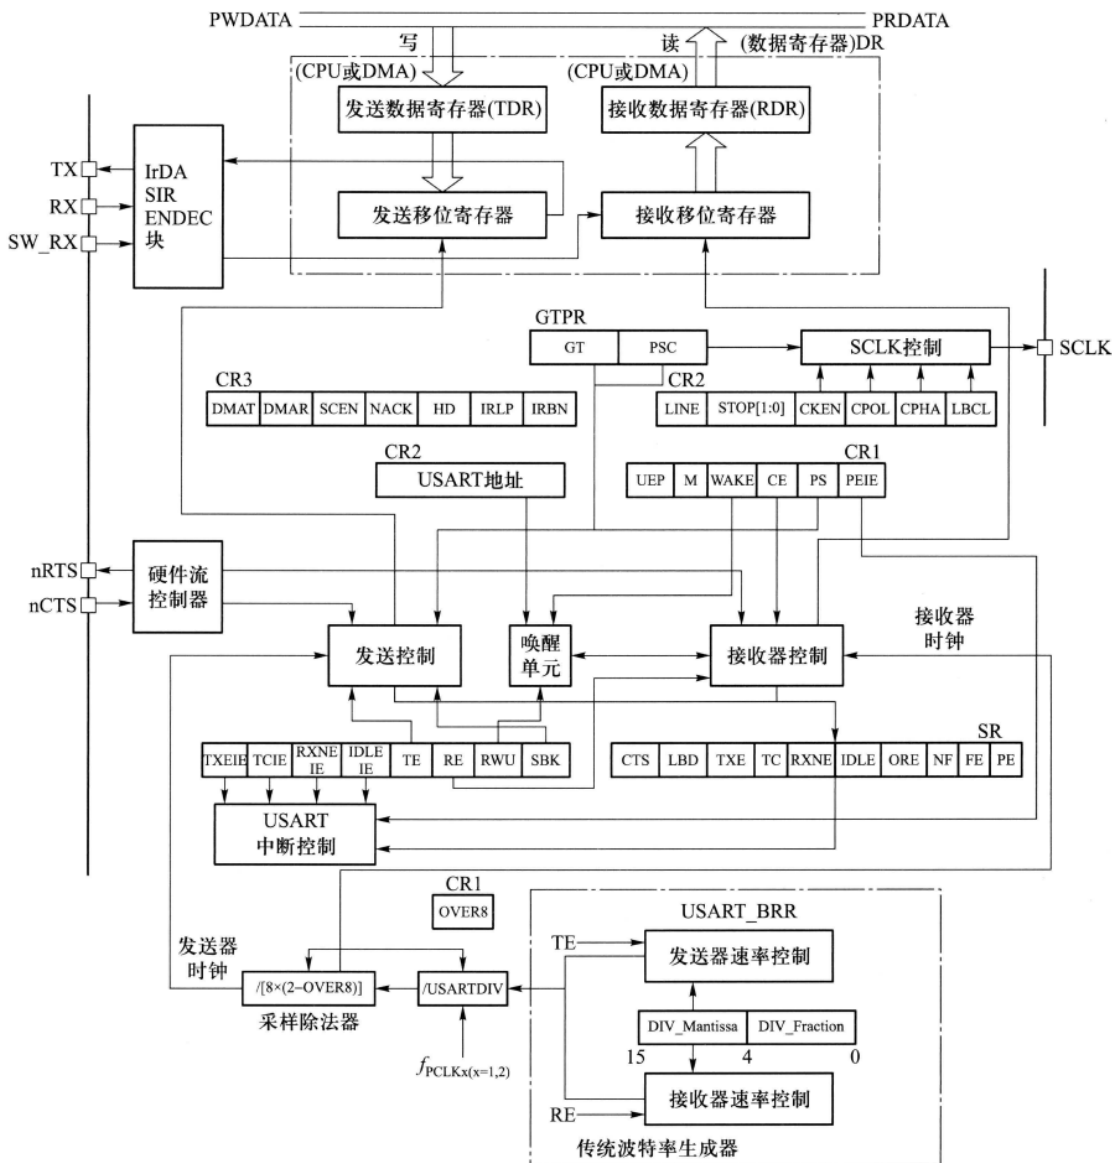 PWDATA
PRDATA
写
读
(数据寄存器)DR
(CPU或DMA)
(CPU或DMA)
发送数据寄存器(TDR)
接收数据寄存器(RDR)
TX
RX
SW_RX
IrDA
SIR
ENDEC
块
发送移位寄存器
接收移位寄存器
GTPR
GT
PSC
SCLK控制
SCLK
CR3
DMAT
DMAR
SCEN
NACK
HD
IRLP
IRBN
CR2
LINE
STOP[1:0]
CKEN
CPOL
CPHA
LBCL
CR2
USART地址
CR1
UEP
M
WAKE
CE
PS
PEIE
nRTS
nCTS
硬件流
控制器
发送控制
唤醒
单元
接收器控制
接收器
时钟
TXEIE
TCIE
RXNE
IE
IDLE
IE
TE
RE
RWU
SBK
SR
CTS
LBD
TXE
TC
RXNE
IDLE
ORE
NF
FE
PE
USART
中断控制
CR1
OVER8
USART_BRR
发送器
时钟
TE
发送器速率控制
/[8×(2−OVER8)]
/USARTDIV
采样除法器
DIV_Mantissa
DIV_Fraction
15
4
0
fPCLKx(x=1,2)
RE
接收器速率控制
传统波特率生成器